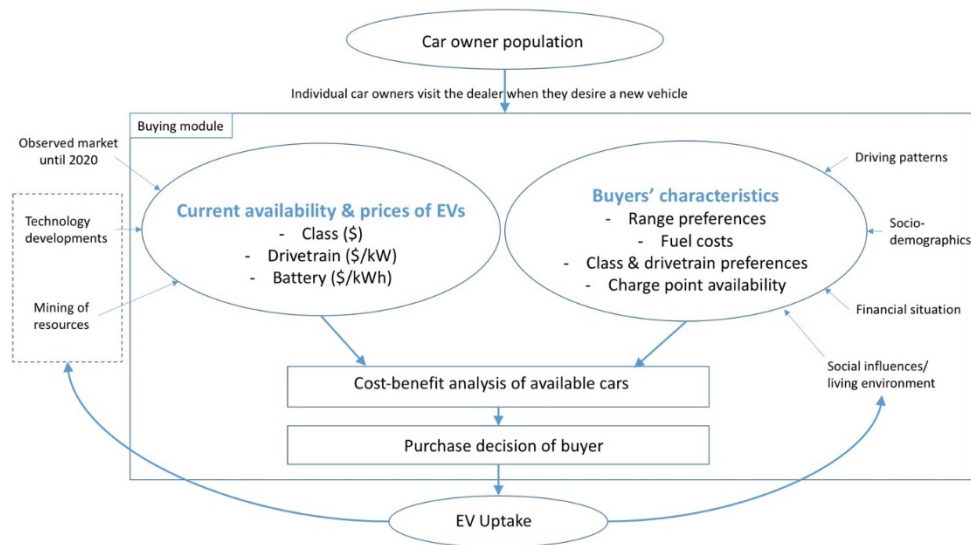 Car owner population
Individual car owners visit the dealer when they desire a new vehicle
Buying module
Observed market
until 2020
Technology
developments
Mining of
resources
Current availability & prices of EVs
- Class ($)
- Drivetrain ($/kW)
- Battery ($/kWh)
Buyers’ characteristics
- Range preferences
- Fuel costs
- Class & drivetrain preferences
- Charge point availability
Driving patterns
Socio-
demographics
Financial situation
Social influences/
living environment
Cost-benefit analysis of available cars
Purchase decision of buyer
EV Uptake